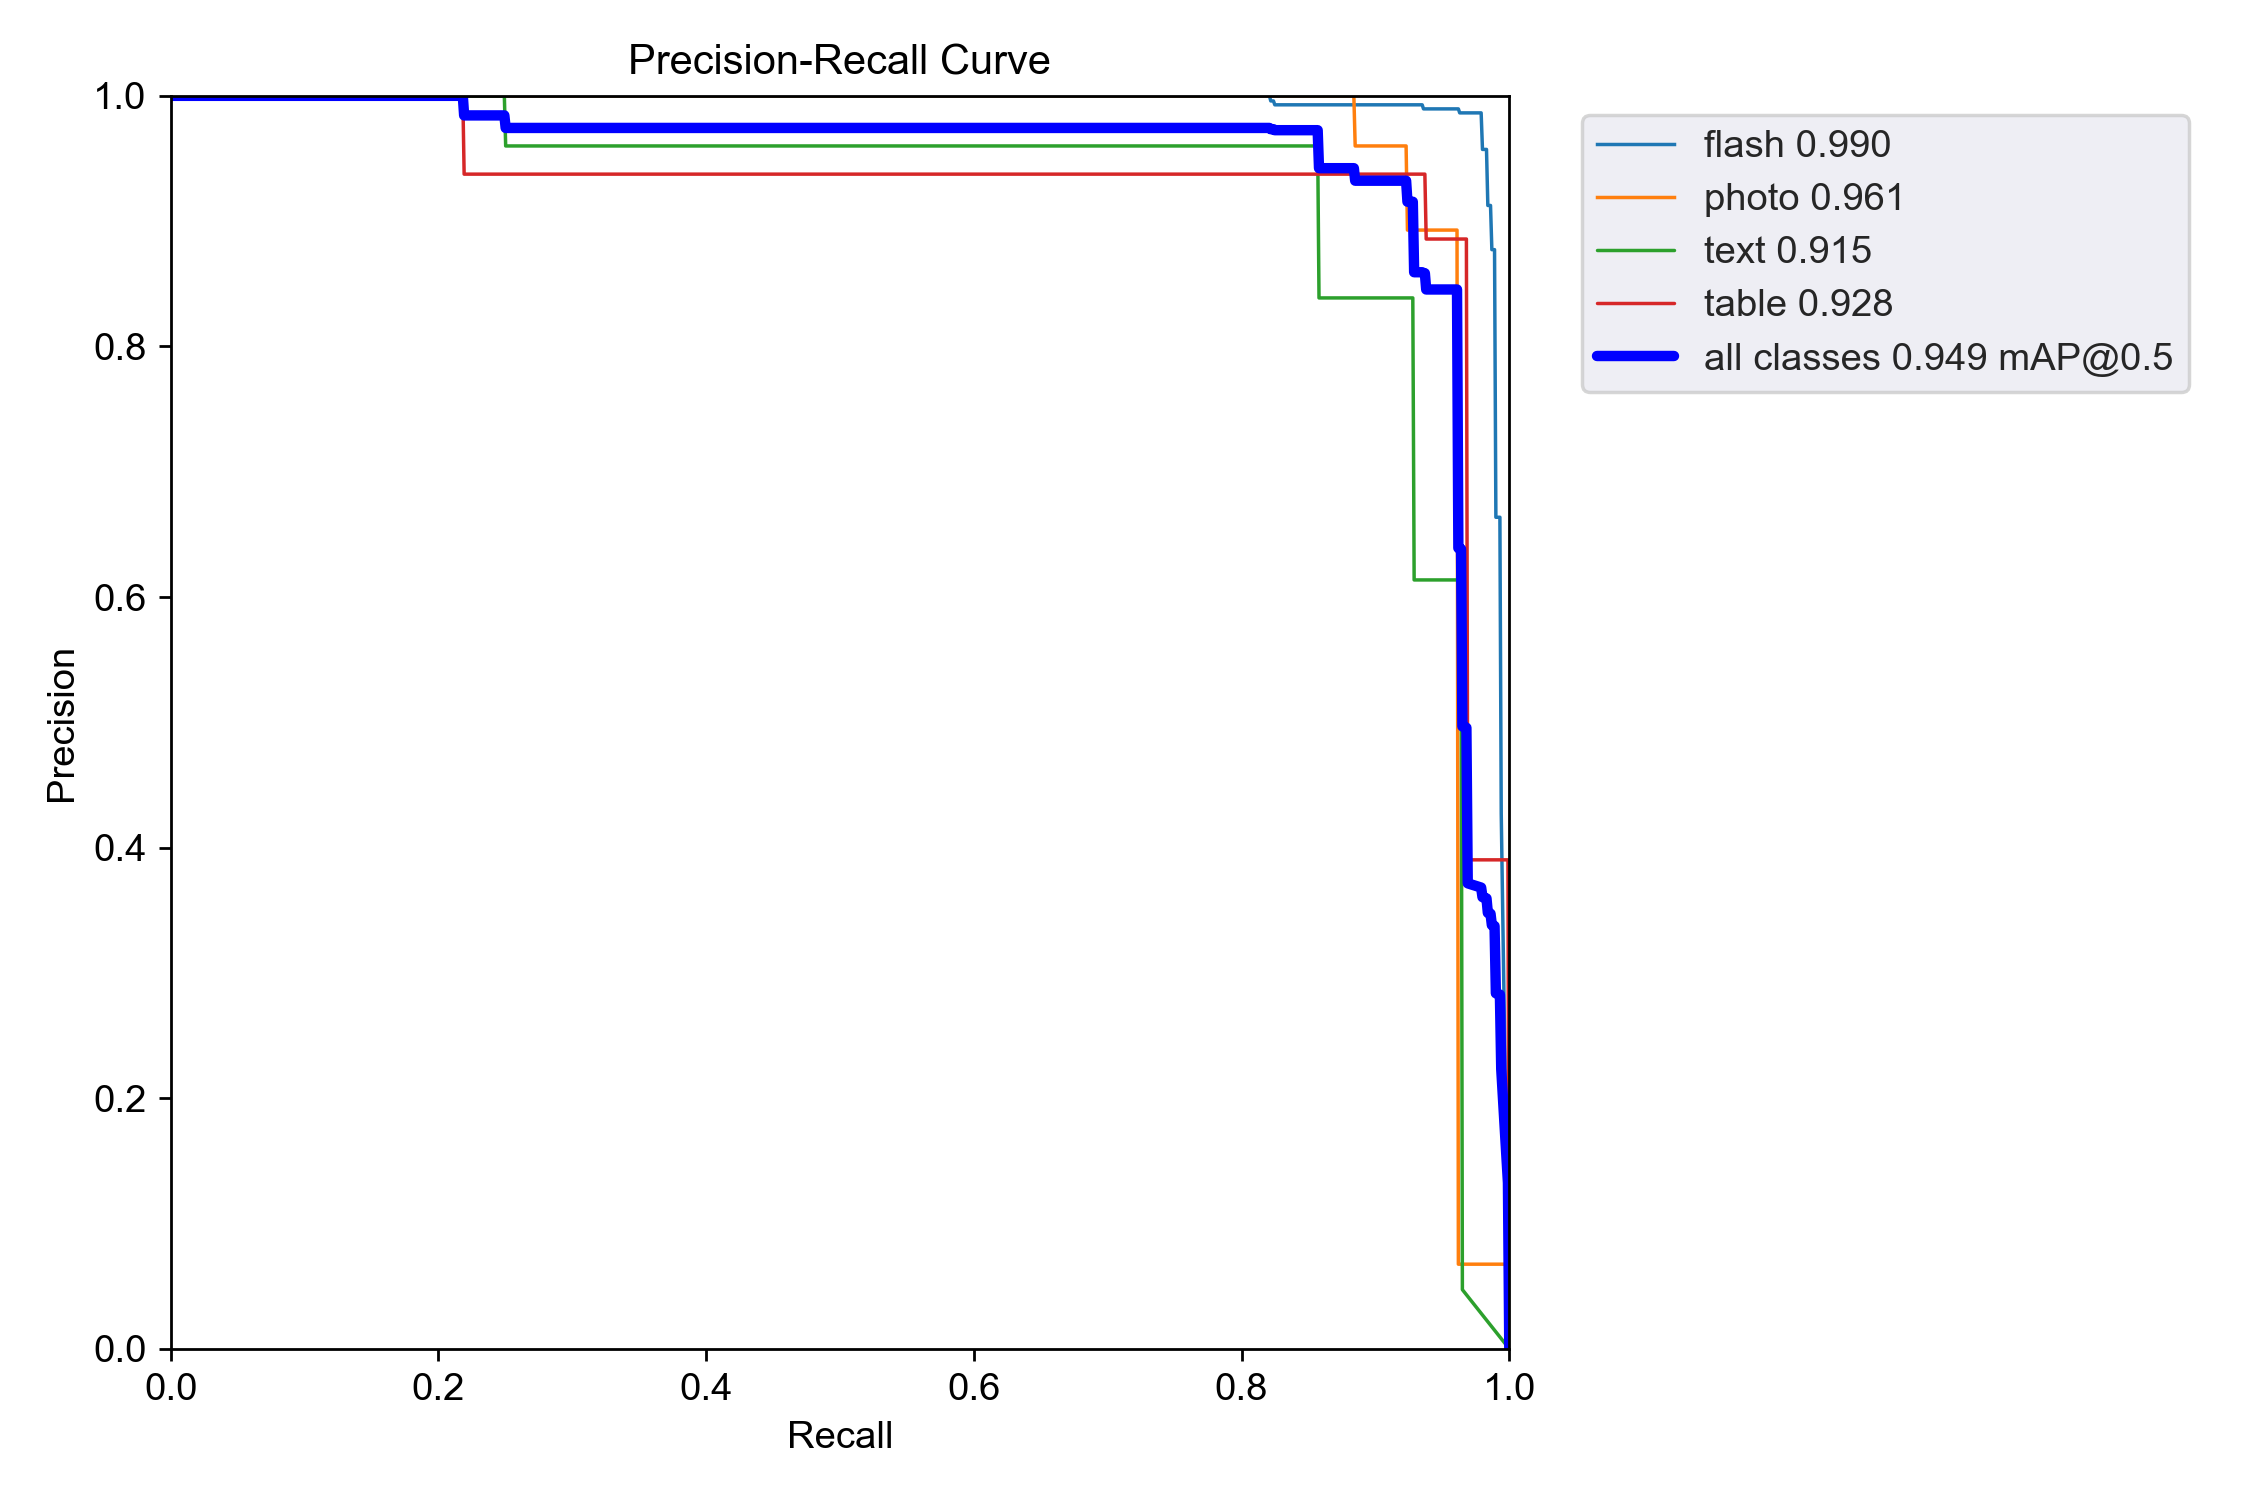 Precision-Recall Curve
1.0
0.8
0.6
0.4
0.2
0.0
Precision
0.0 0.2 0.4 0.6 0.8 1.0
Recall
flash 0.990
photo 0.961
text 0.915
table 0.928
all classes 0.949 mAP@0.5